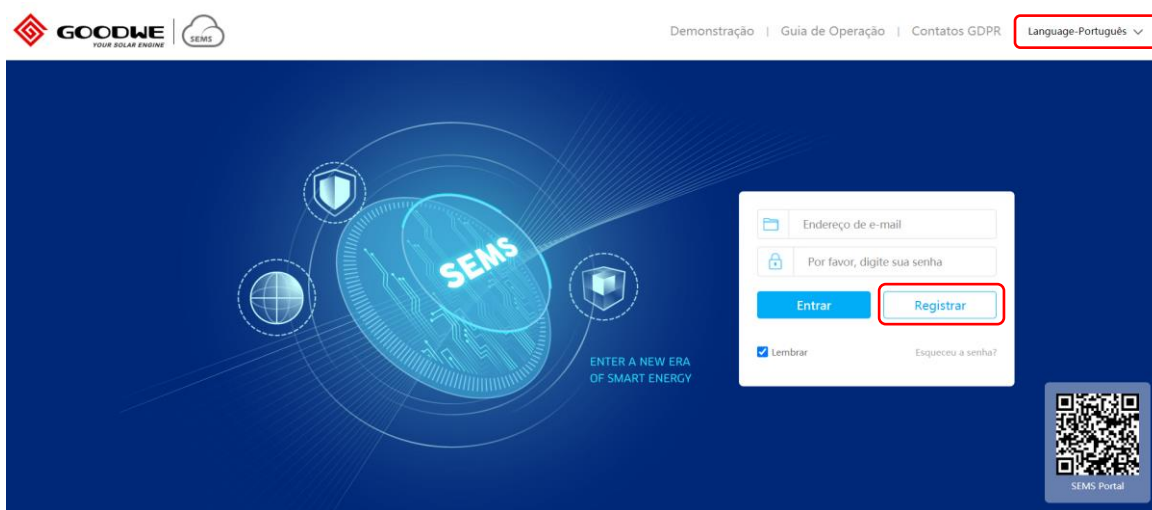 GOODWE
YOUR SOLAR ENGINE
SEMS
Demonstração | Guia de Operação | Contatos GDPR
Language-Português
SEMS
Endereço de e-mail
Por favor, digite sua senha
Entrar
Registrar
Lembrar
Esqueceu a senha?
ENTER A NEW ERA
OF SMART ENERGY
SEMS Portal